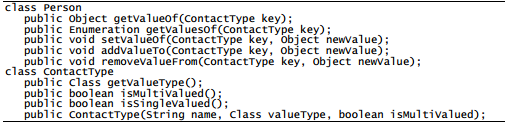 class Person
public Object getValueOf(ContactType key);
public Enumeration getValuesOf(ContactType key);
public void setValueOf(ContactType key, Object newValue);
public void addValueTo(ContactType key, Object newValue);
public void removeValueFrom(ContactType key, Object newValue);
class ContactType
public Class getValueType();
public boolean isMultiValued();
public boolean isSingleValued();
public ContactType(String name, Class valueType, boolean isMultiValued);